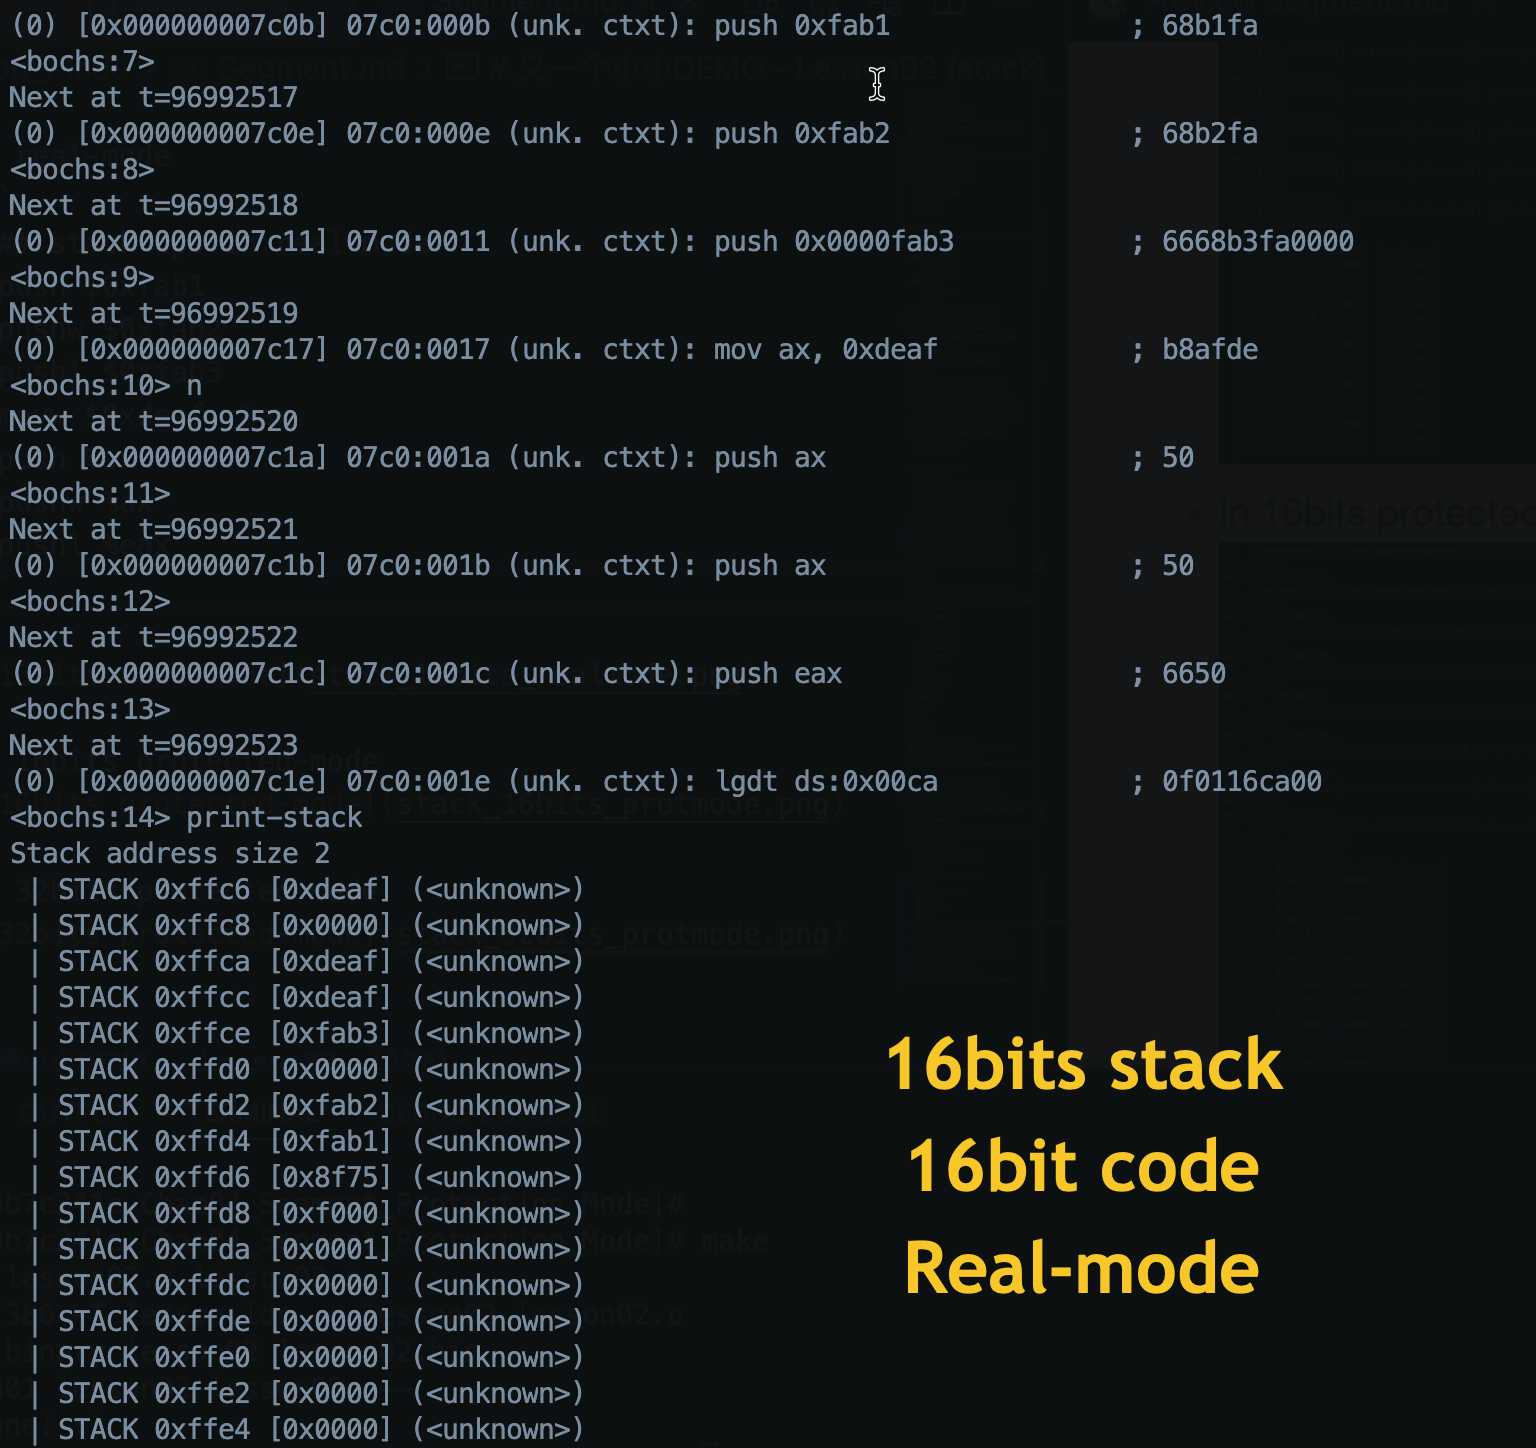 (0) [0x000000007c0b] 07c0:000b (unk. ctxt): push 0xfab1 ; 68b1fa
<bochs:7>
Next at t=96992517
(0) [0x000000007c0e] 07c0:000e (unk. ctxt): push 0xfab2 ; 68b2fa
<bochs:8>
Next at t=96992518
(0) [0x000000007c11] 07c0:0011 (unk. ctxt): push 0x0000fab3 ; 6668b3fa0000
<bochs:9>
Next at t=96992519
(0) [0x000000007c17] 07c0:0017 (unk. ctxt): mov ax, 0xdeaf ; b8afde
<bochs:10> n
Next at t=96992520
(0) [0x000000007c1a] 07c0:001a (unk. ctxt): push ax ; 50
<bochs:11>
Next at t=96992521
(0) [0x000000007c1b] 07c0:001b (unk. ctxt): push ax ; 50
<bochs:12>
Next at t=96992522
(0) [0x000000007c1c] 07c0:001c (unk. ctxt): push eax ; 6650
<bochs:13>
Next at t=96992523
(0) [0x000000007c1e] 07c0:001e (unk. ctxt): lgdt ds:0x00ca ; 0f0116ca00
<bochs:14> print-stack
Stack address size 2
| STACK 0xffc6 [0xdeaf] (<unknown>)
| STACK 0xffc8 [0x0000] (<unknown>)
| STACK 0xffca [0xdeaf] (<unknown>)
| STACK 0xffcc [0xdeaf] (<unknown>)
| STACK 0xffce [0xfab3] (<unknown>)
| STACK 0xffd0 [0x0000] (<unknown>)
| STACK 0xffd2 [0xfab2] (<unknown>)
| STACK 0xffd4 [0xfab1] (<unknown>)
| STACK 0xffd6 [0x8f75] (<unknown>)
| STACK 0xffd8 [0xf000] (<unknown>)
| STACK 0xffda [0x0001] (<unknown>)
| STACK 0xffdc [0x0000] (<unknown>)
| STACK 0xffde [0x0000] (<unknown>)
| STACK 0xffe0 [0x0000] (<unknown>)
| STACK 0xffe2 [0x0000] (<unknown>)
| STACK 0xffe4 [0x0000] (<unknown>)
16bits stack
16bit code
Real-mode
In 16bits protected